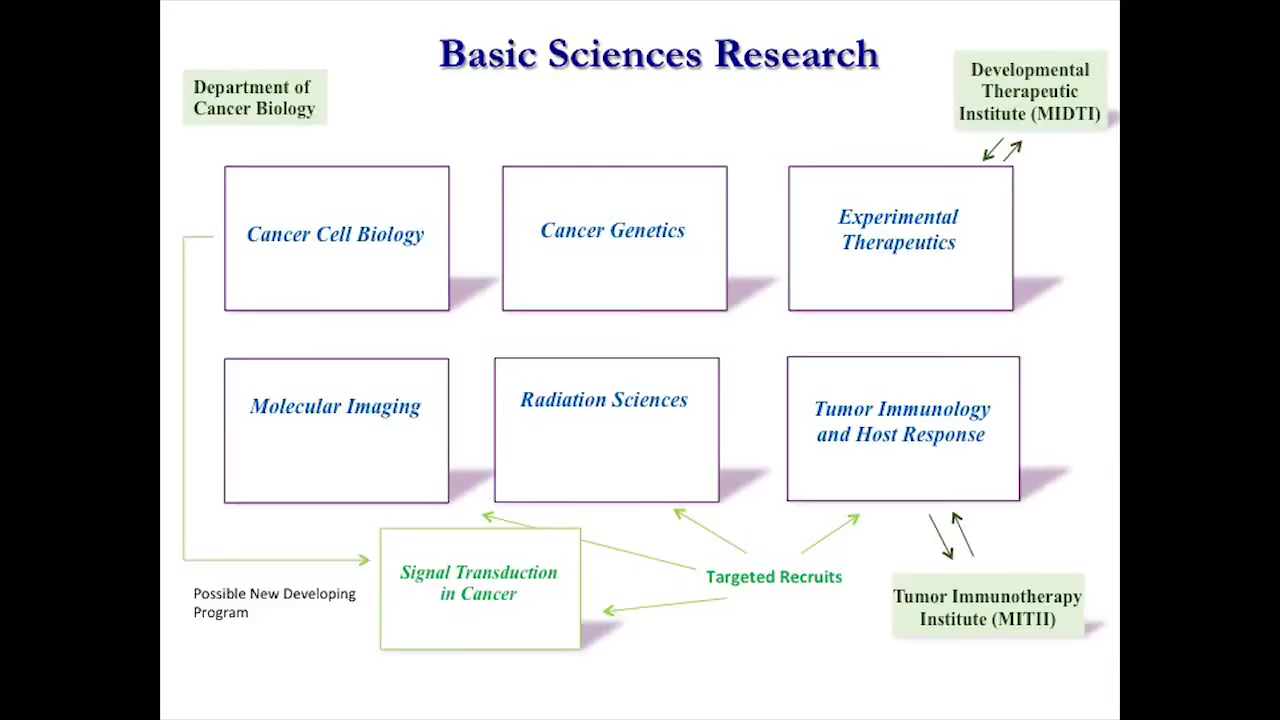 Basic Sciences Research
Department of
Cancer Biology
Developmental
Therapeutic
Institute (MIDTI)
Cancer Cell Biology
Cancer Genetics
Experimental
Therapeutics
Molecular Imaging
Radiation Sciences
Tumor Immunology
and Host Response
Signal Transduction
in Cancer
Targeted Recruits
Possible New Developing
Program
Tumor Immunotherapy
Institute (MITII)